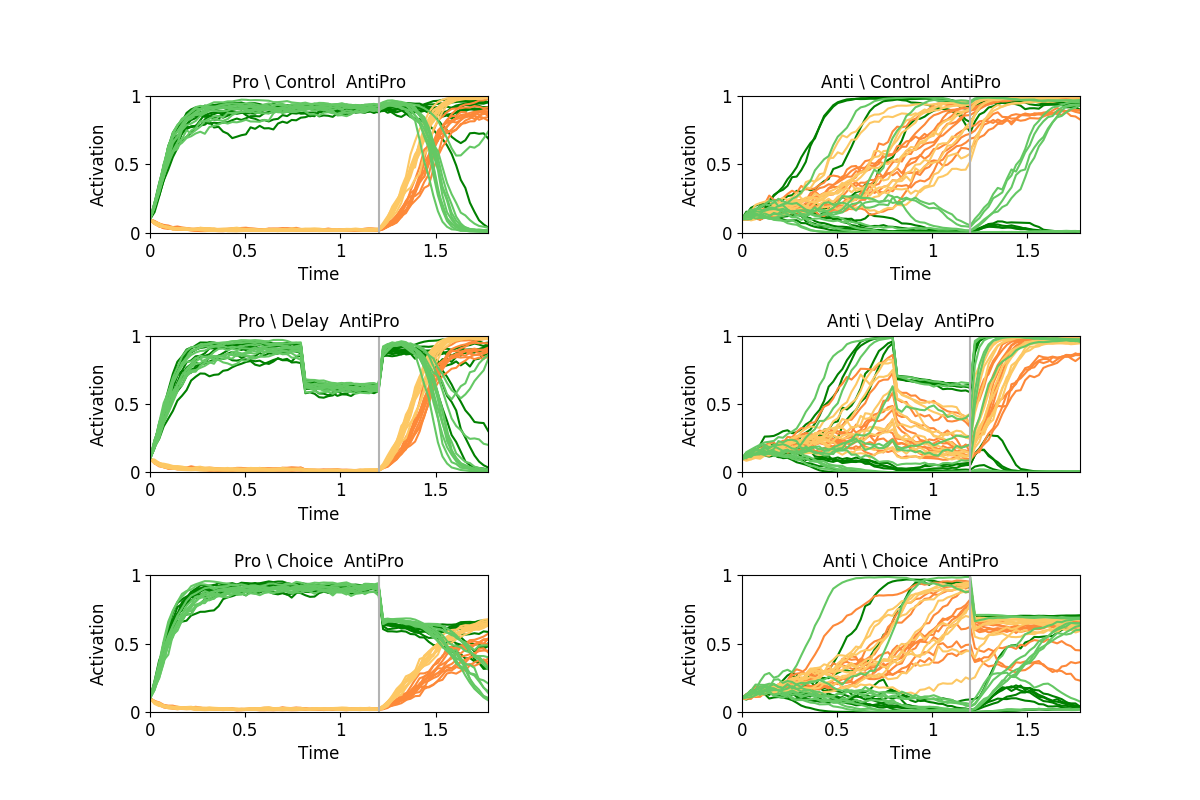 Pro \ Control  AntiPro
Anti \ Control  AntiPro
1
0.5
0
Activation
0
0.5
1
1.5
Time
1
0.5
0
Activation
0
0.5
1
1.5
Time
Pro \ Delay  AntiPro
Anti \ Delay  AntiPro
1
0.5
0
Activation
0
0.5
1
1.5
Time
1
0.5
0
Activation
0
0.5
1
1.5
Time
Pro \ Choice  AntiPro
Anti \ Choice  AntiPro
1
0.5
0
Activation
0
0.5
1
1.5
Time
1
0.5
0
Activation
0
0.5
1
1.5
Time